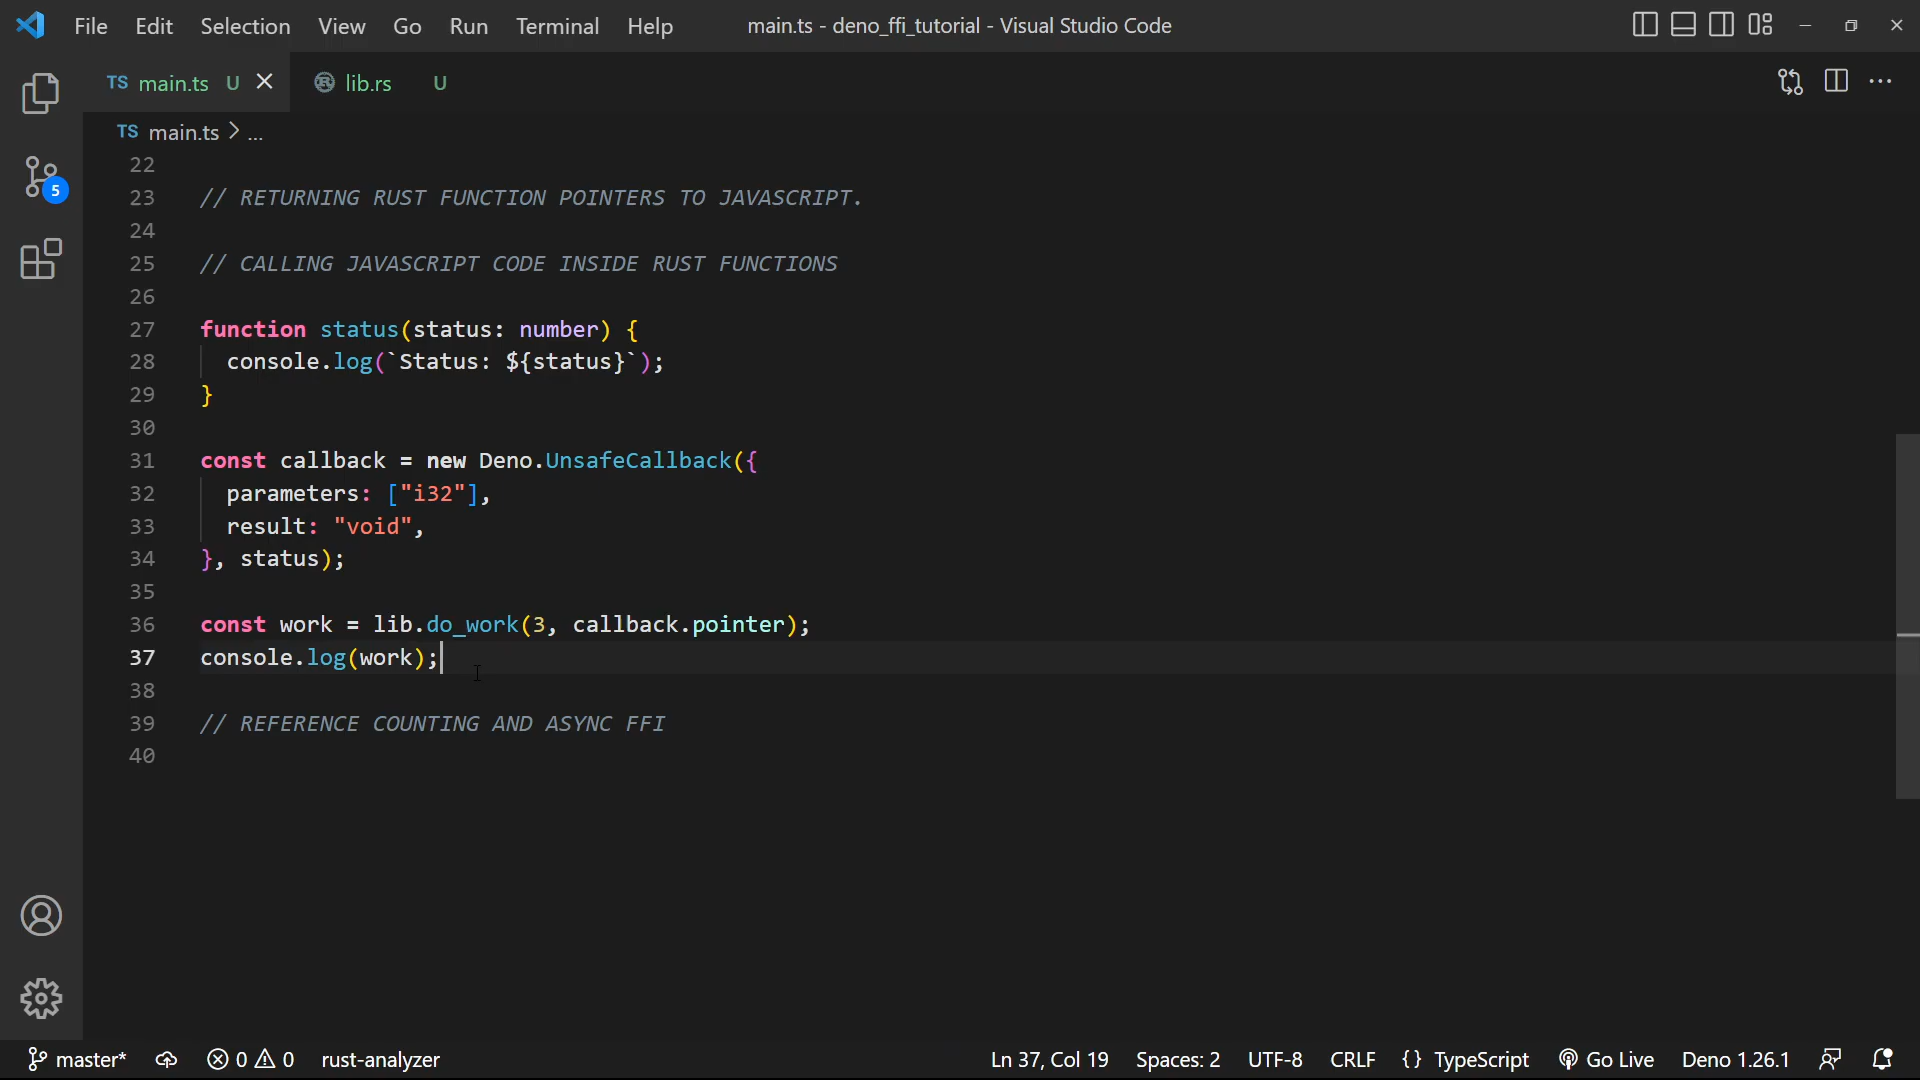 File Edit Selection View Go Run Terminal Help main.ts - deno_ffi_tutorial - Visual Studio Code
TS main.ts U lib.rs U
TS main.ts > ...
22
23 // RETURNING RUST FUNCTION POINTERS TO JAVASCRIPT.
24
25 // CALLING JAVASCRIPT CODE INSIDE RUST FUNCTIONS
26
27 function status(status: number) {
28 console.log(`Status: ${status}`);
29 }
30
31 const callback = new Deno.UnsafeCallback({
32 parameters: ["i32"],
33 result: "void",
34 }, status);
35
36 const work = lib.do_work(3, callback.pointer);
37 console.log(work);
38
39 // REFERENCE COUNTING AND ASYNC FFI
40
5
master* 0 0 rust-analyzer Ln 37, Col 19 Spaces: 2 UTF-8 CRLF {} TypeScript Go Live Deno 1.26.1